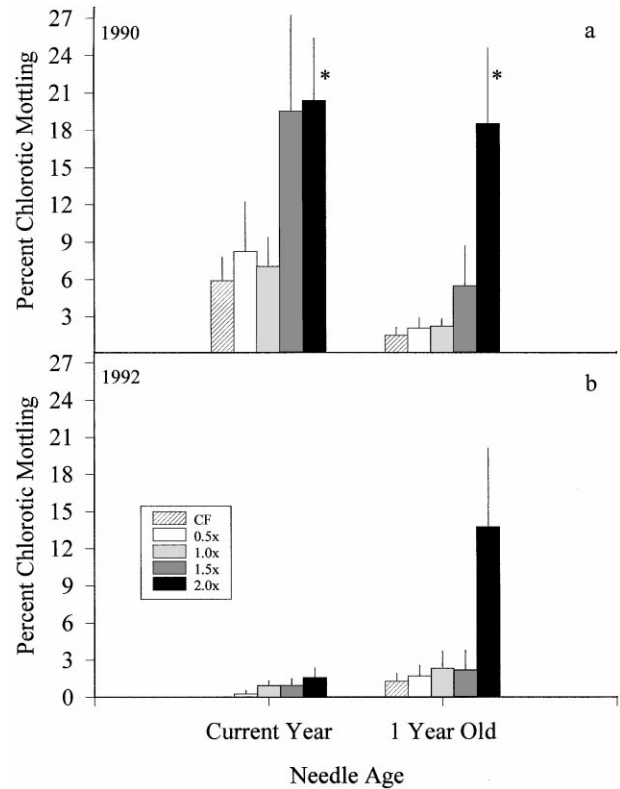 27
24
21
18
15
12
9
6
3
1990
a
*
*
Percent Chlorotic Mottling
27
24
21
18
15
12
9
6
3
0
1992
b
CF
0.5x
1.0x
1.5x
2.0x
Percent Chlorotic Mottling
Current Year 1 Year Old
Needle Age